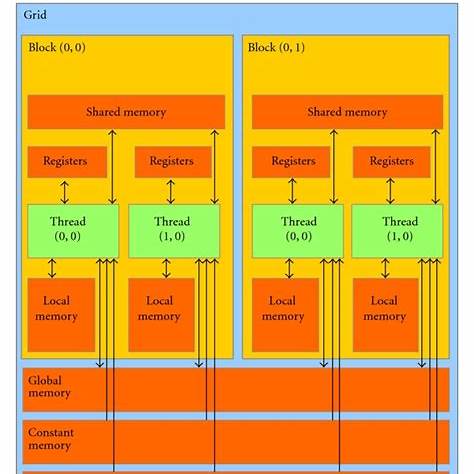 Grid
Block (0, 0)
Block (0, 1)
Shared memory
Shared memory
Registers
Registers
Registers
Registers
Thread
(0, 0)
Thread
(1, 0)
Thread
(0, 0)
Thread
(1, 0)
Local
memory
Local
memory
Local
memory
Local
memory
Global
memory
Constant
memory